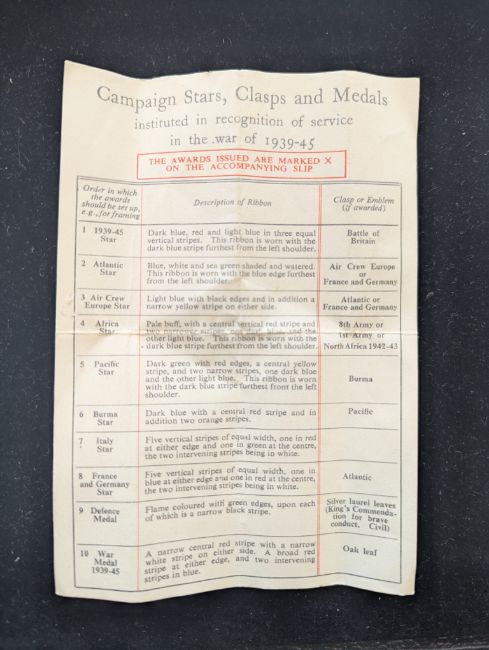 Campaign Stars, Clasps and Medals
instituted in recognition of service
in the war of 1939-45
THE AWARDS ISSUED ARE MARKED X
ON THE ACCOMPANYING SLIP
Order in which
the awards
should be set up,
e.g., for framing
Description of Ribbon
Clasp or Emblem
(if awarded)
1 1939-45
Star
Dark blue, red and light blue in three equal
vertical stripes. This ribbon is worn with the
dark blue stripe furthest from the left shoulder.
Battle of
Britain
2 Atlantic
Star
Blue, white and sea green shaded and watered.
This ribbon is worn with the blue edge furthest
from the left shoulder.
Air Crew Europe
or
France and Germany
3 Air Crew
Europe Star
Light blue with black edges and in addition a
narrow yellow stripe on either side.
Atlantic or
France and Germany
4 Africa
Star
Pale buff, with a central vertical red stripe and
two narrower stripes, one dark blue, and the
other light blue. This ribbon is worn with the
dark blue stripe furthest from the left shoulder.
8th Army or
1st Army or
North Africa 1942-43
5 Pacific
Star
Dark green with red edges, a central yellow
stripe, and two narrow stripes, one dark blue
and the other light blue. This ribbon is worn
with the dark blue stripe furthest from the left
shoulder.
Burma
6 Burma
Star
Dark blue with a central red stripe and in
addition two orange stripes.
Pacific
7 Italy
Star
Five vertical stripes of equal width, one in red
at either edge and one in green at the centre,
the two intervening stripes being in white.
8 France
and Germany
Star
Five vertical stripes of equal width, one in
blue at either edge and one in red at the centre,
the two intervening stripes being in white.
Atlantic
9 Defence
Medal
Flame coloured with green edges, upon each
of which is a narrow black stripe.
Silver laurel leaves
(King's Commenda-
tion for brave
conduct. Civil)
10 War
Medal
1939-45
A narrow central red stripe with a narrow
white stripe on either side. A broad red
stripe at either edge, and two intervening
stripes in blue.
Oak leaf